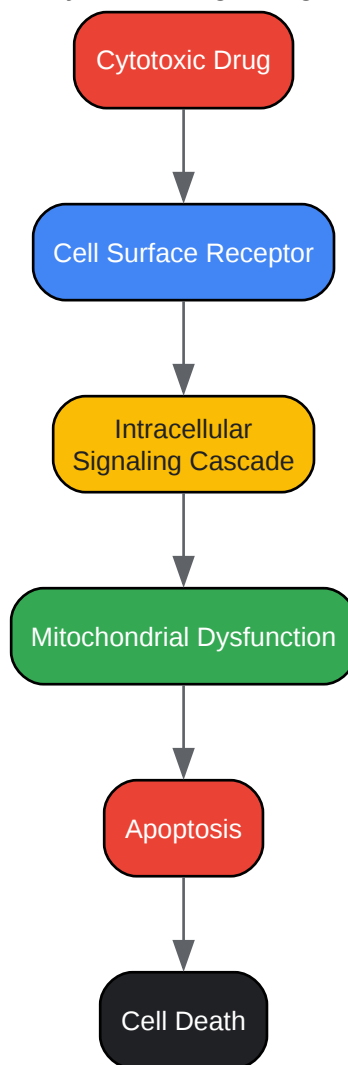 Cytotoxic Drug
Cell Surface Receptor
Intracellular
Signaling Cascade
Mitochondrial Dysfunction
Apoptosis
Cell Death